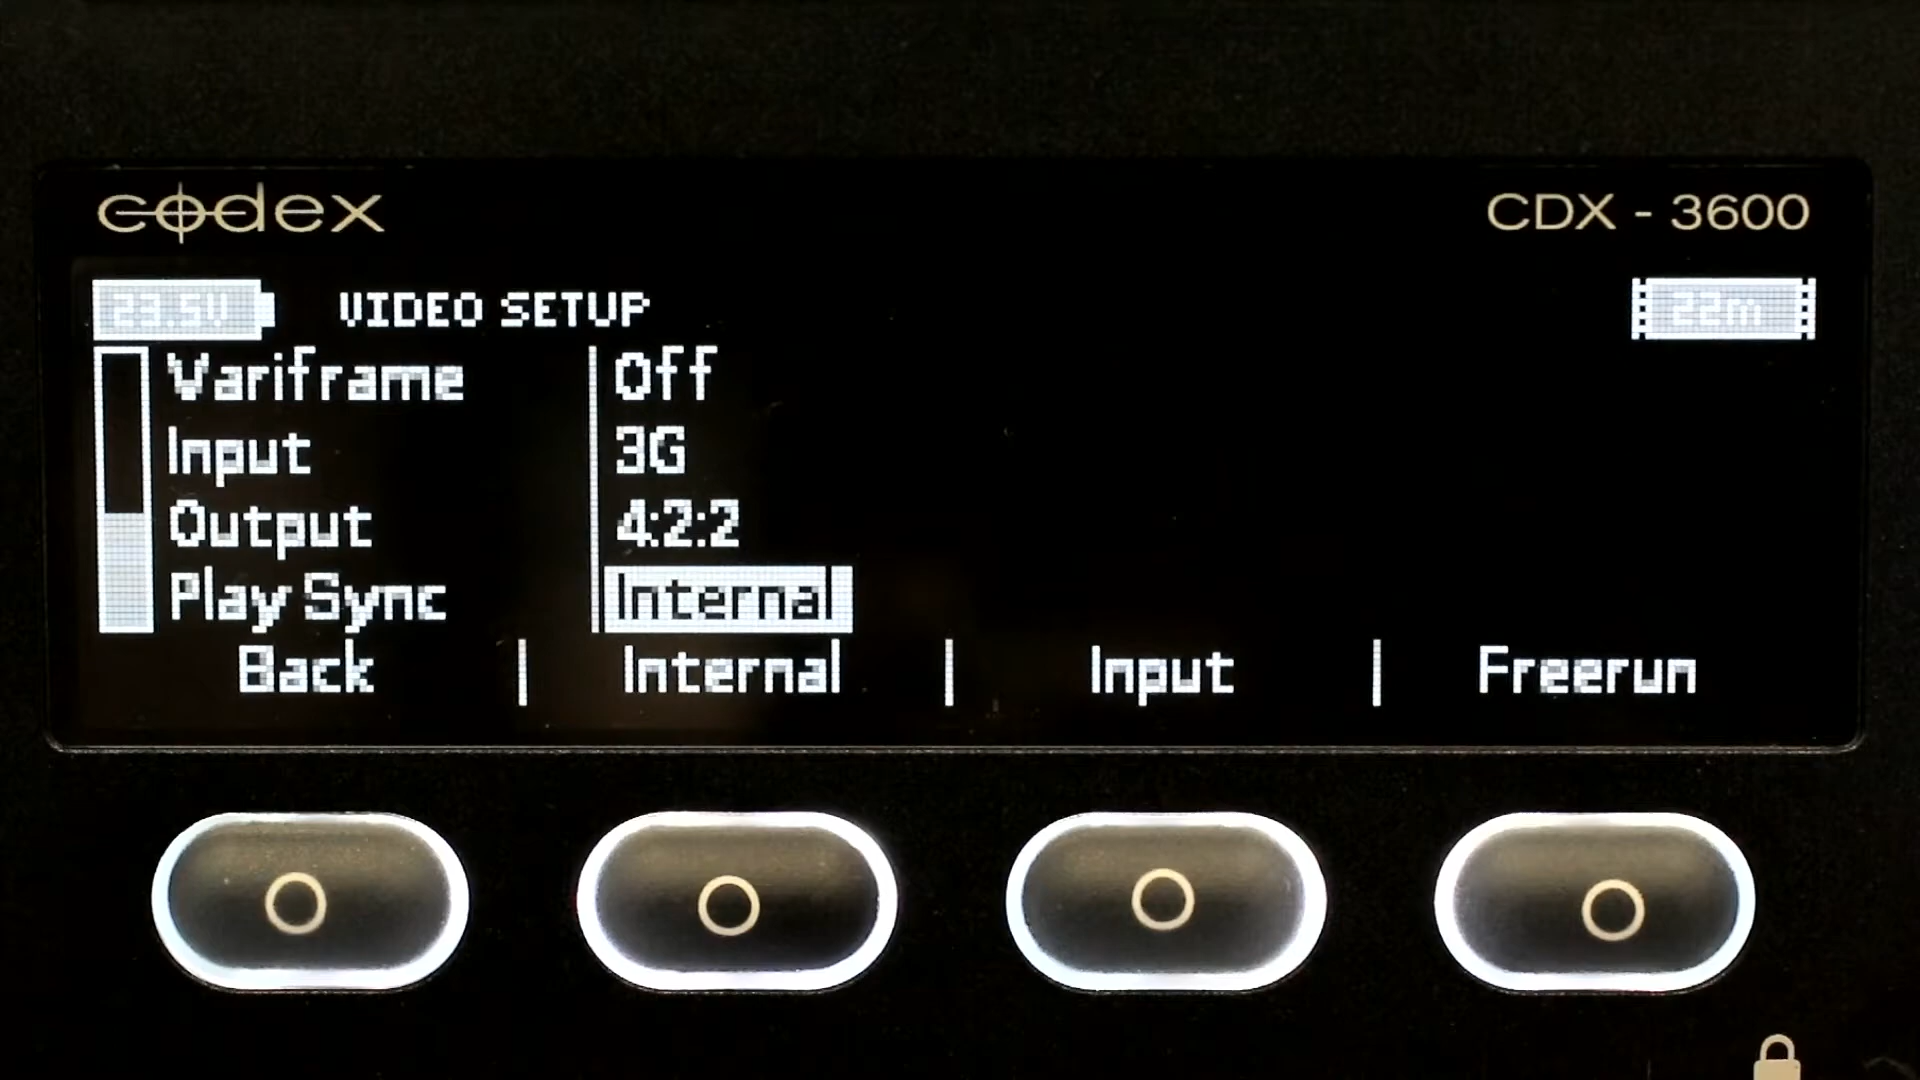 codex CDX - 3600
23.5V VIDEO SETUP 22m
Variframe Off
Input 3G
Output 4:2:2
Play Sync Internal
Back | Internal | Input | Freerun